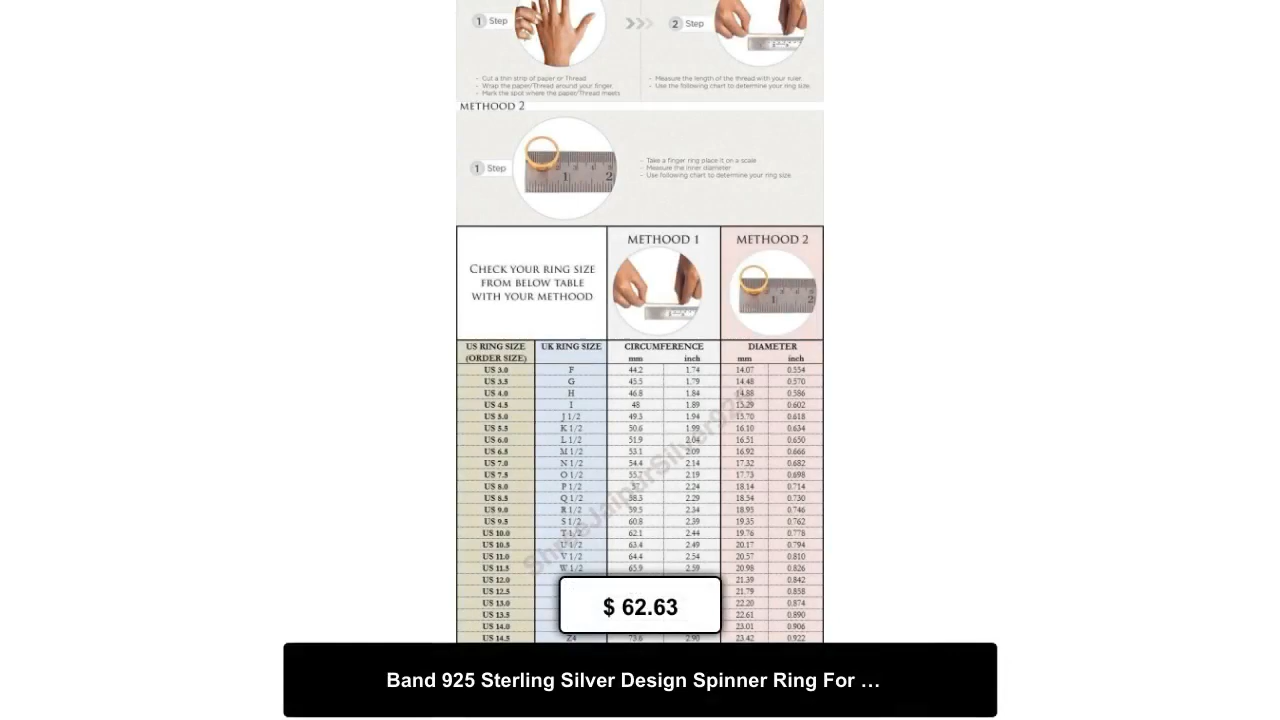 1 Step
2 Step
- Cut a thin strip of paper or Thread
- Wrap the paper/Thread around your finger
- Mark the spot where the paper/Thread meets
- Measure the length of the thread with your ruler.
- Use the following chart to determine your ring size.
METHOOD 2
1 Step
- Take a finger ring place it on a scale
- Measure the inner diameter
- Use following chart to determine your ring size.
CHECK YOUR RING SIZE
FROM BELOW TABLE
WITH YOUR METHOOD
METHOOD 1
METHOOD 2
US RING SIZE UK RING SIZE CIRCUMFERENCE DIAMETER
(ORDER SIZE) mm inch mm inch
US 3.0 F 44.2 1.74 14.07 0.554
US 3.5 G 45.5 1.79 14.48 0.570
US 4.0 H 46.8 1.84 14.88 0.586
US 4.5 I 48 1.89 15.29 0.602
US 5.0 J 1/2 49.3 1.94 15.70 0.618
US 5.5 K 1/2 50.6 1.99 16.10 0.634
US 6.0 L 1/2 51.9 2.04 16.51 0.650
US 6.5 M 1/2 53.1 2.09 16.92 0.666
US 7.0 N 1/2 54.4 2.14 17.32 0.682
US 7.5 O 1/2 55.7 2.19 17.73 0.698
US 8.0 P 1/2 57 2.24 18.14 0.714
US 8.5 Q 1/2 58.3 2.29 18.54 0.730
US 9.0 R 1/2 59.5 2.34 18.95 0.746
US 9.5 S 1/2 60.8 2.39 19.35 0.762
US 10.0 T 1/2 62.1 2.44 19.76 0.778
US 10.5 U 1/2 63.4 2.49 20.17 0.794
US 11.0 V 1/2 64.4 2.54 20.57 0.810
US 11.5 W 1/2 65.9 2.59 20.98 0.826
US 12.0 21.39 0.842
US 12.5 21.79 0.858
US 13.0 22.20 0.874
US 13.5 22.61 0.890
US 14.0 23.01 0.906
US 14.5 Z4 73.6 2.90 23.42 0.922
ShreeJaipurSilver925
$ 62.63
Band 925 Sterling Silver Design Spinner Ring For …